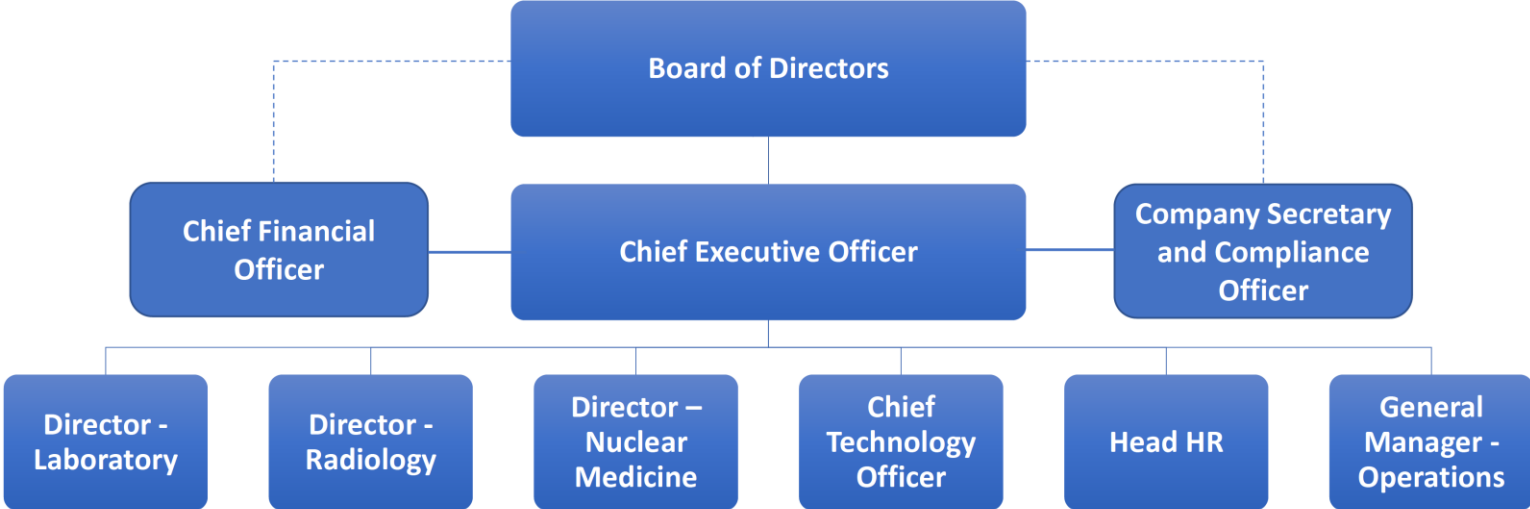 Board of Directors
Chief Financial
Officer
Chief Executive Officer
Company Secretary
and Compliance
Officer
Director -
Laboratory
Director -
Radiology
Director –
Nuclear
Medicine
Chief
Technology
Officer
Head HR
General
Manager -
Operations